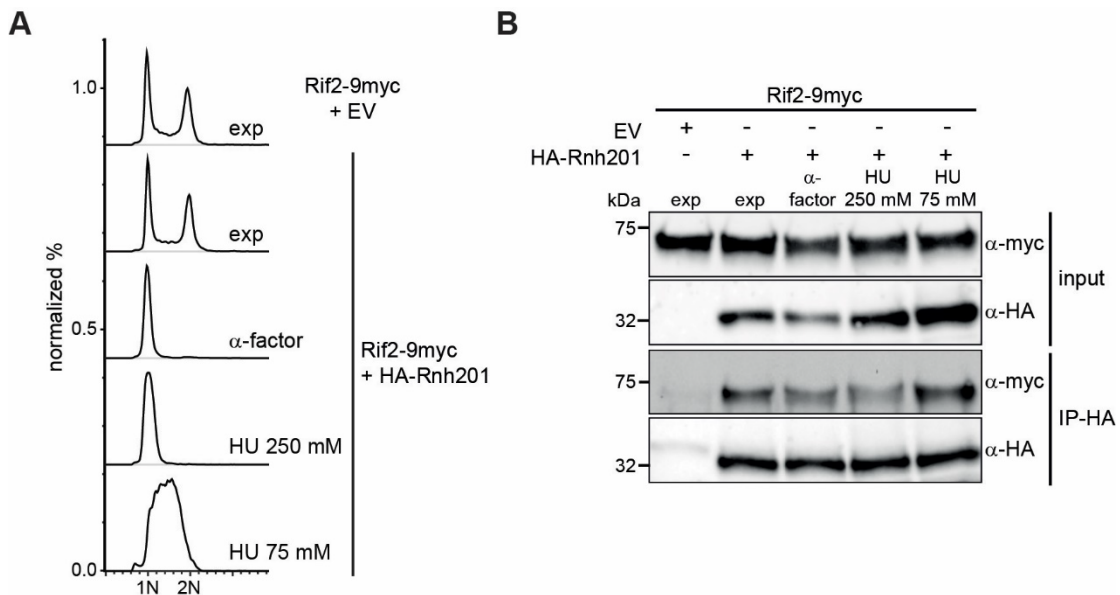 A
1.0
0.5
0.0
normalized %
1N 2N
exp
exp
α-factor
HU 250 mM
HU 75 mM
Rif2-9myc
+ EV
Rif2-9myc
+ HA-Rnh201
B
Rif2-9myc
EV + - - - -
HA-Rnh201 - + + + +
α- HU HU
kDa exp exp factor 250 mM 75 mM
75 α-myc
32 α-HA
input
75 α-myc
32 α-HA
IP-HA